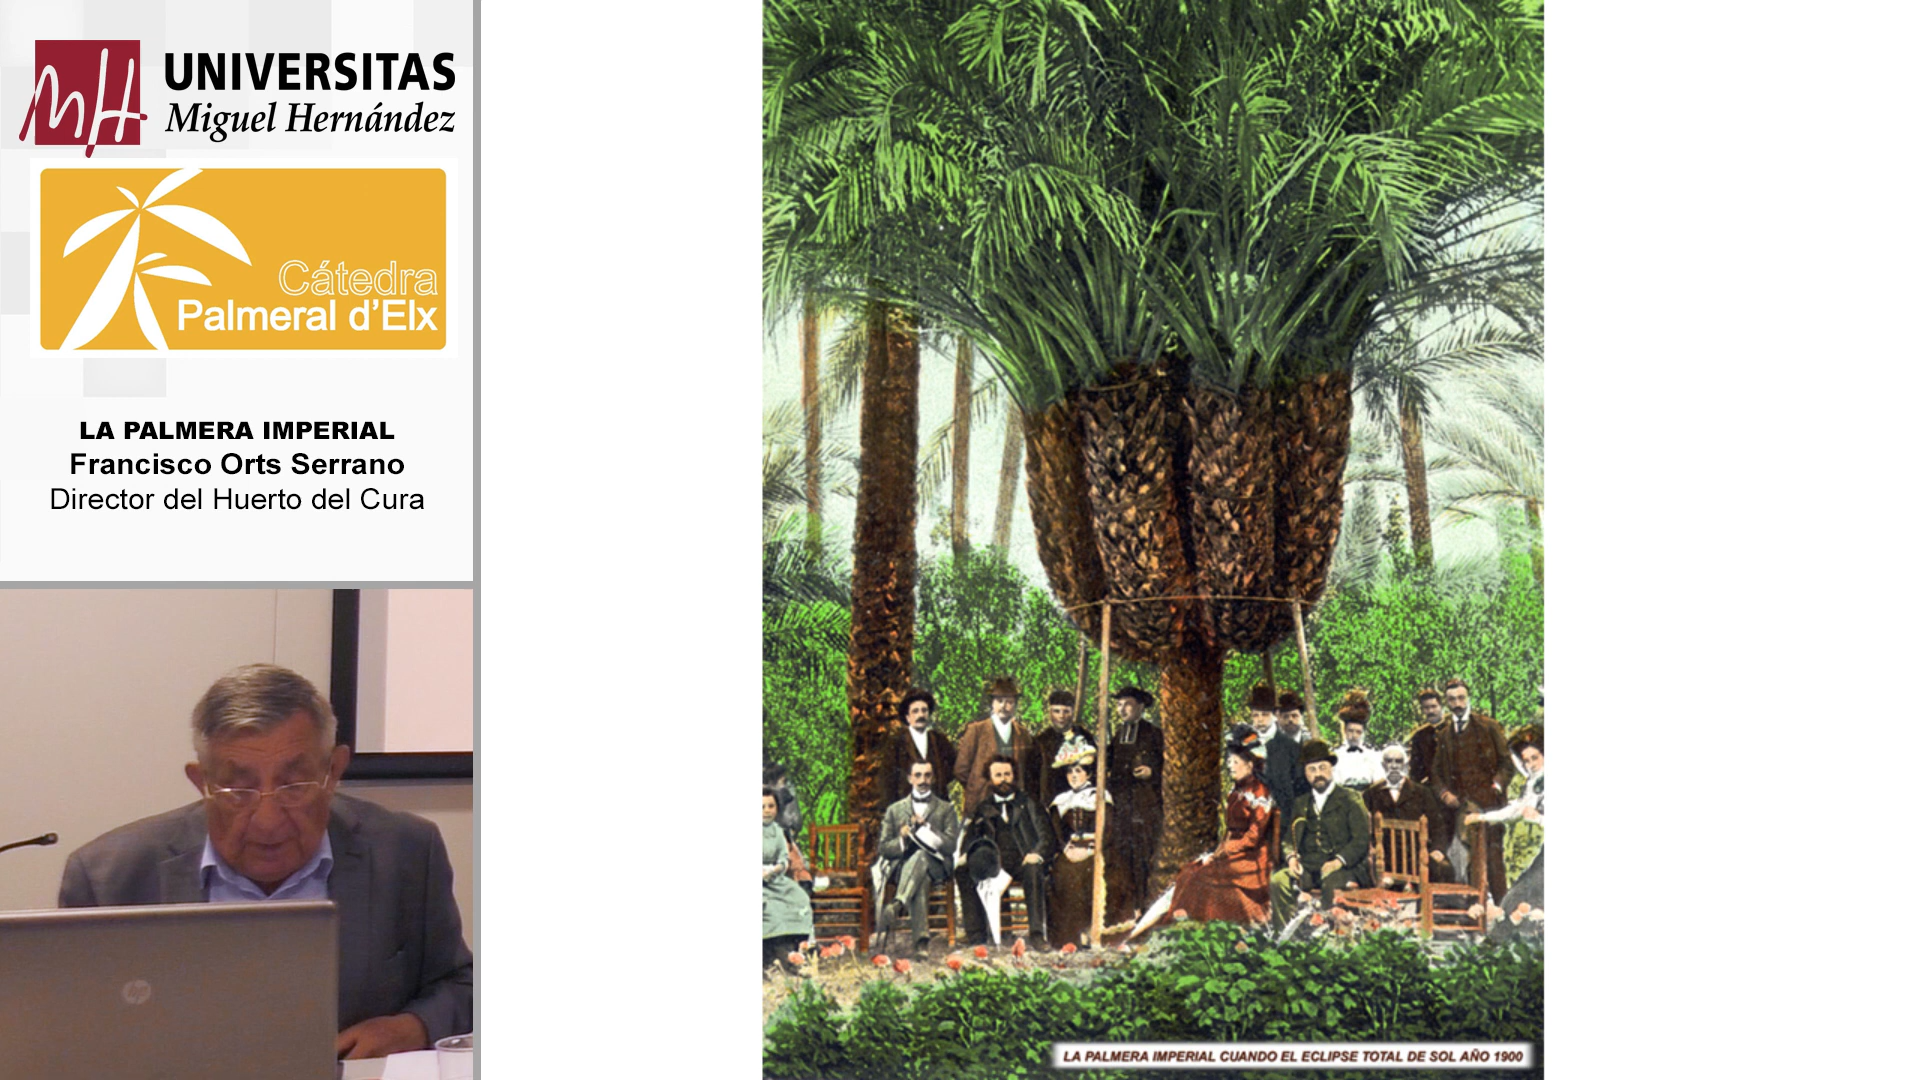 UNIVERSITAS
Miguel Hernández
Cátedra
Palmeral d'Elx
LA PALMERA IMPERIAL
Francisco Orts Serrano
Director del Huerto del Cura
hp
LA PALMERA IMPERIAL CUANDO EL ECLIPSE TOTAL DE SOL AÑO 1900